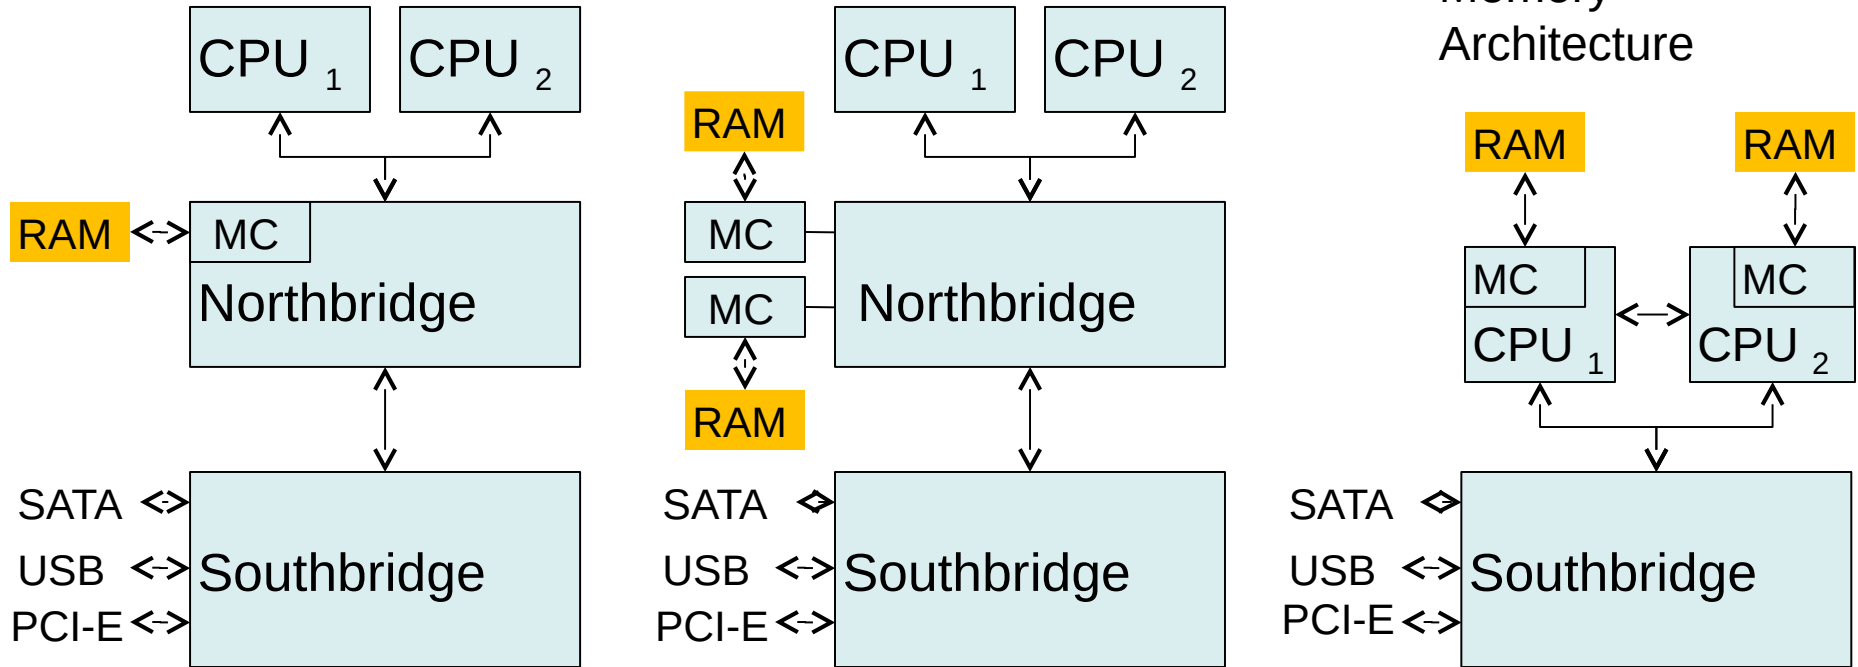 CPU 1
CPU 2
RAM
MC
Northbridge
SATA
USB
PCI-E
Southbridge
CPU 1
CPU 2
RAM
MC
MC
Northbridge
RAM
SATA
USB
PCI-E
Southbridge
Memory
Architecture
RAM
RAM
MC
CPU 1
MC
CPU 2
SATA
USB
PCI-E
Southbridge